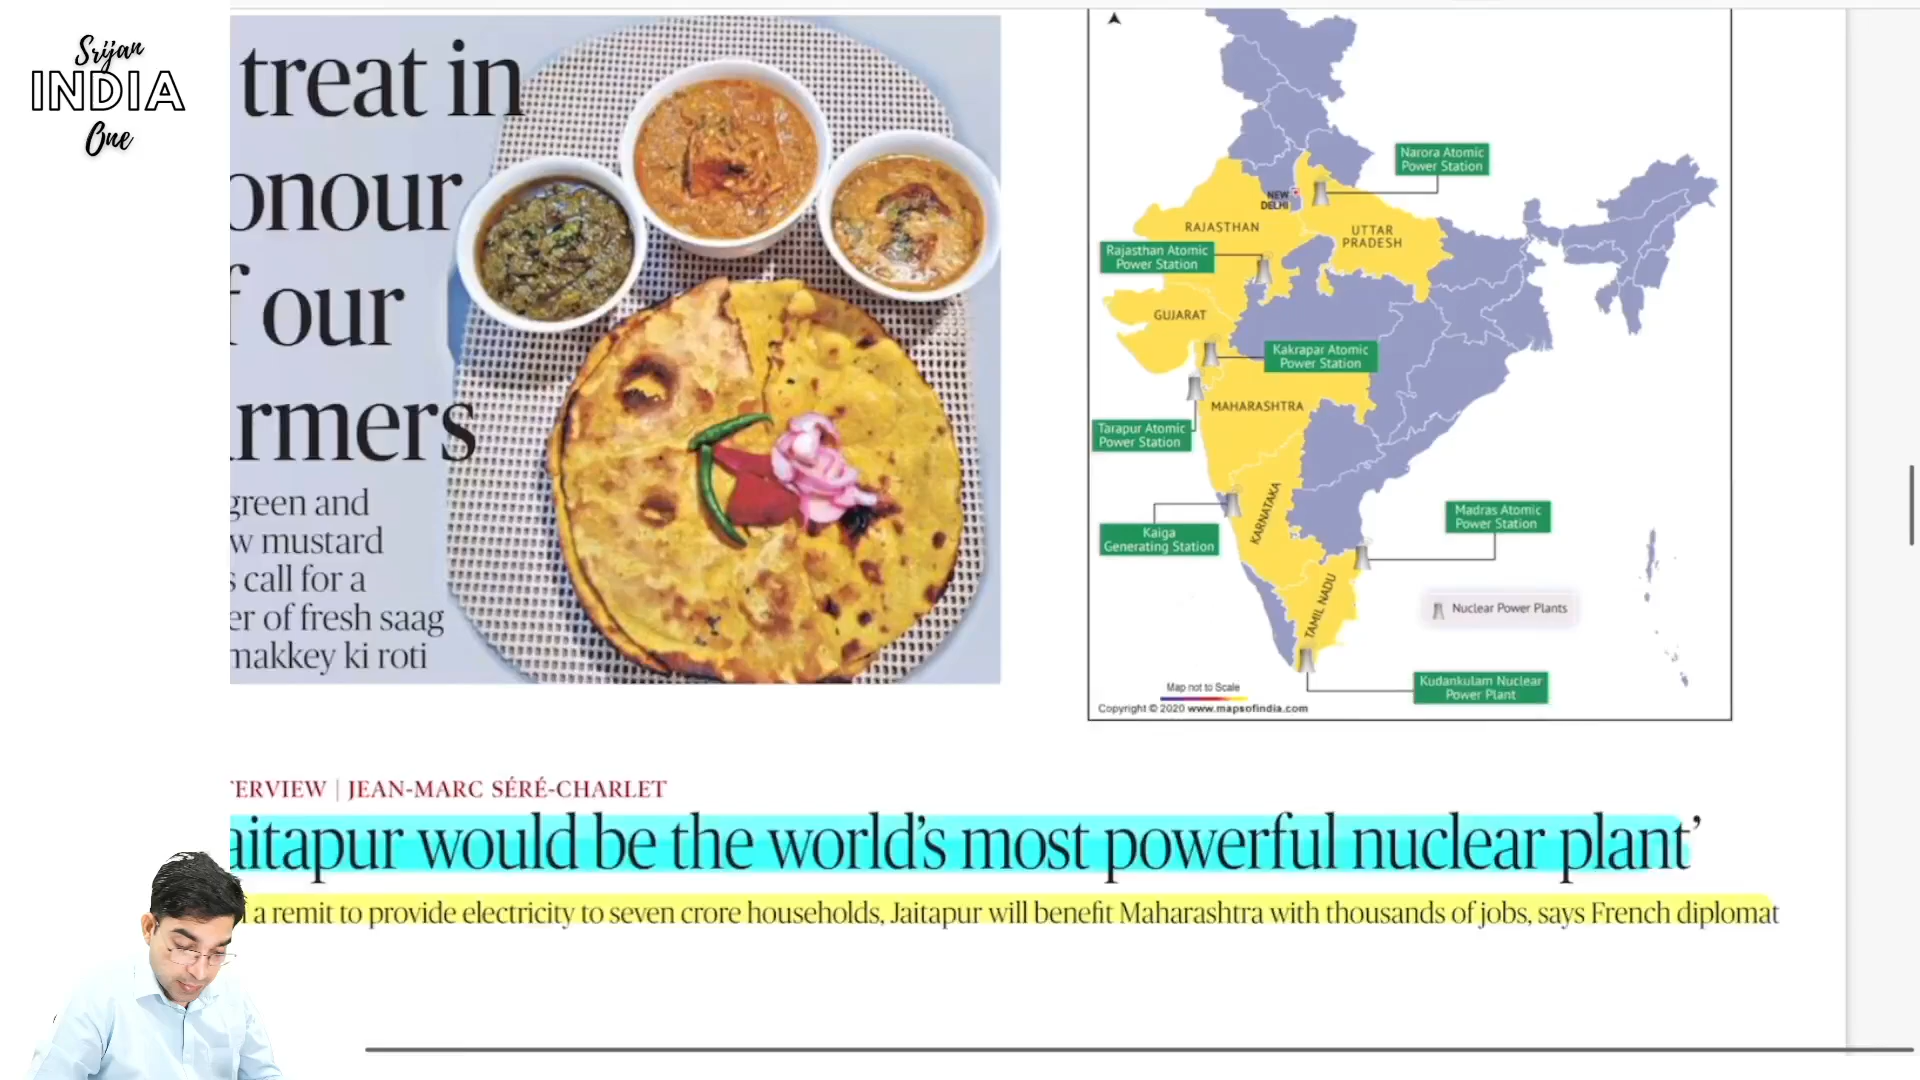 Srijan
INDIA
One
treat in
onour
f our
armers
green and
w mustard
s call for a
er of fresh saag
makkey ki roti
Narora Atomic
Power Station
NEW
DELHI
RAJASTHAN
UTTAR
PRADESH
Rajasthan Atomic
Power Station
GUJARAT
Kakrapar Atomic
Power Station
MAHARASHTRA
Tarapur Atomic
Power Station
KARNATAKA
Kaiga
Generating Station
Madras Atomic
Power Station
TAMIL NADU
Nuclear Power Plants
Kudankulam Nuclear
Power Plant
Map not to Scale
Copyright © 2020 www.mapsofindia.com
TERVIEW | JEAN-MARC SÉRÉ-CHARLET
aitapur would be the world's most powerful nuclear plant'
a remit to provide electricity to seven crore households, Jaitapur will benefit Maharashtra with thousands of jobs, says French diplomat